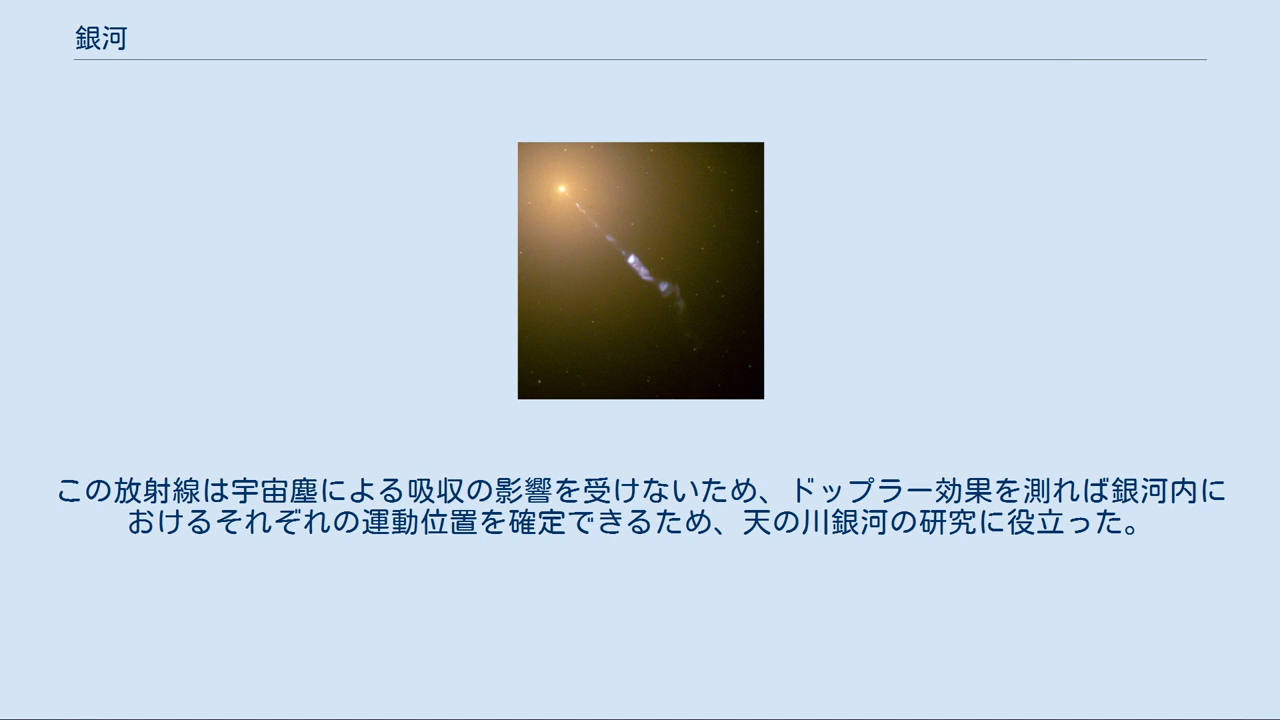 銀河
この放射線は宇宙塵による吸収の影響を受けないため、ドップラー効果を測れば銀河内に
おけるそれぞれの運動位置を確定できるため、天の川銀河の研究に役立った。